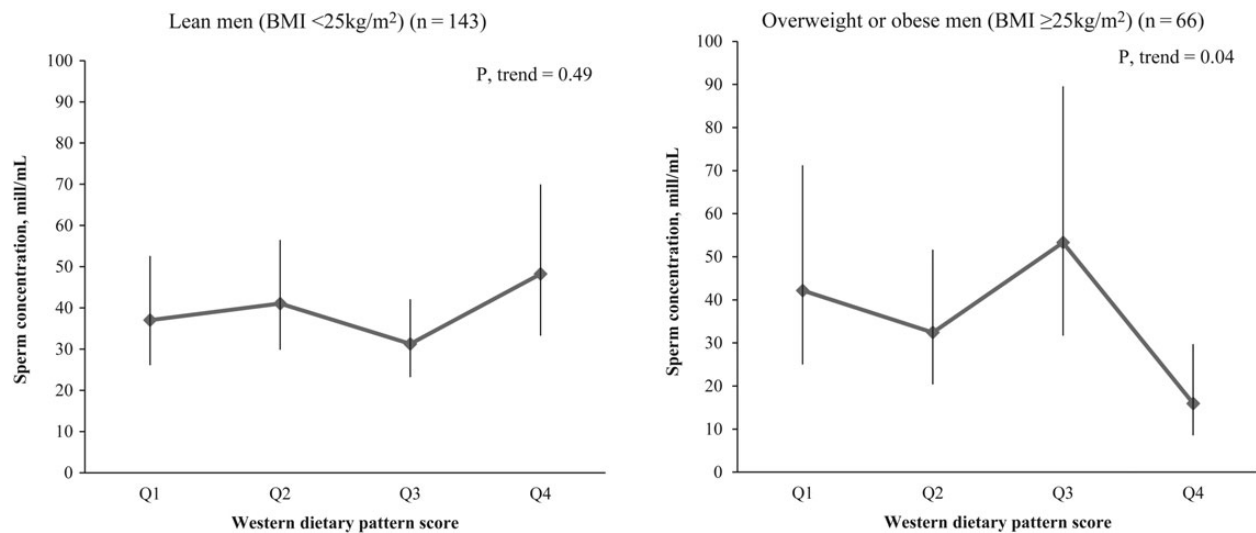 Lean men (BMI <25kg/m²) (n = 143)
P, trend = 0.49
Sperm concentration, mill/mL
100
90
80
70
60
50
40
30
20
10
0
Q1 Q2 Q3 Q4
Western dietary pattern score
Overweight or obese men (BMI ≥25kg/m²) (n = 66)
P, trend = 0.04
Sperm concentration, mill/mL
100
90
80
70
60
50
40
30
20
10
0
Q1 Q2 Q3 Q4
Western dietary pattern score